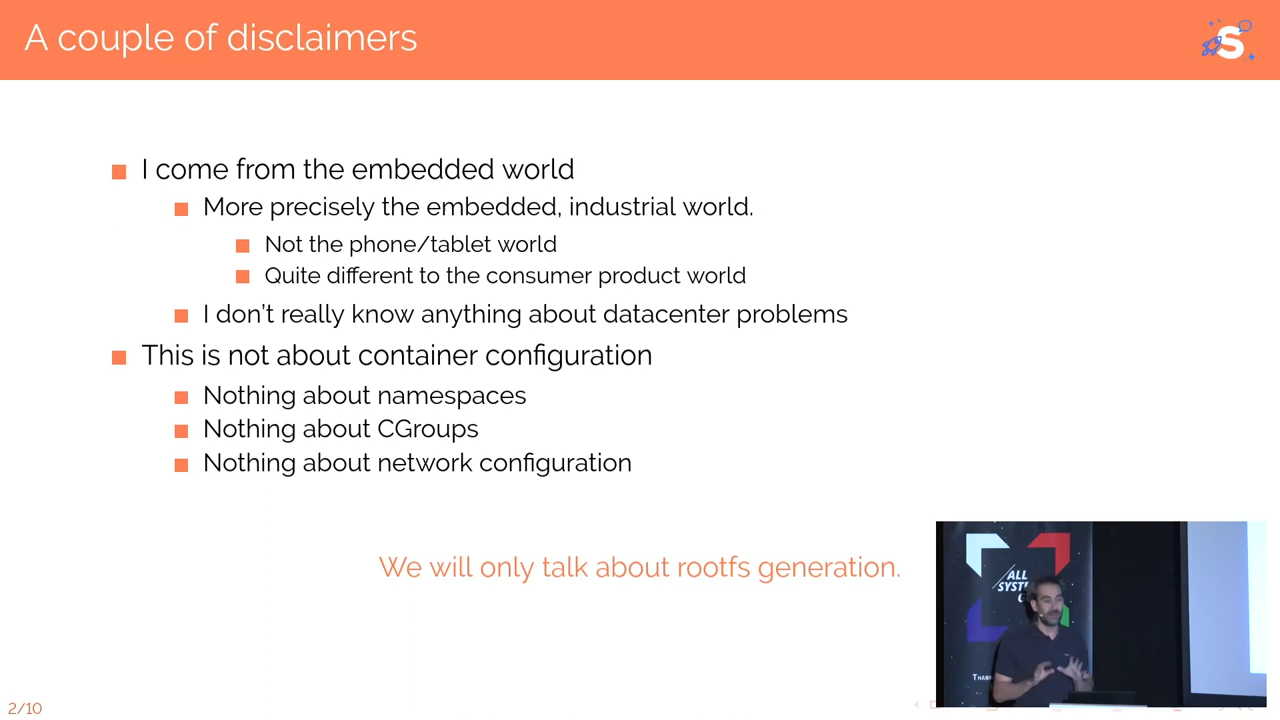 A couple of disclaimers
S
I come from the embedded world
More precisely the embedded, industrial world.
Not the phone/tablet world
Quite different to the consumer product world
I don't really know anything about datacenter problems
This is not about container configuration
Nothing about namespaces
Nothing about CGroups
Nothing about network configuration
We will only talk about rootfs generation.
ALL
2/10